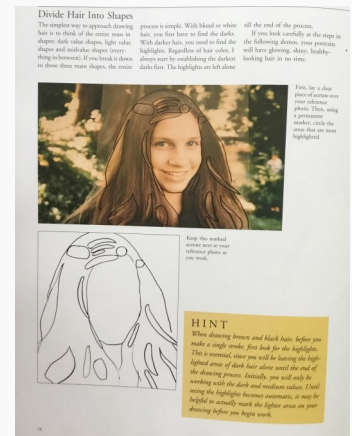 Divide Hair Into Shapes
The simplest way to approach drawing
hair is to think of the entire mass in
shapes: dark value shapes, light value
shapes and midvalue shapes (every-
thing in between). If you break it down
to those three main shapes, the entire
process is simple. With blond or white
hair, you first have to find the darks.
With darker hair, you need to find the
highlights. Regardless of hair color, I
always start by establishing the darkest
darks first. The highlights are left alone
till the end of the process.
If you look carefully at the steps in
the following demos, your portraits
will have glowing, shiny, healthy-
looking hair in no time.
First, lay a clear
piece of acetate over
your reference
photo. Then, using
a permanent
marker, circle the
areas that are most
highlighted.
Keep this marked
acetate next to your
reference photo as
you work.
HINT
When drawing brown and black hair, before you
make a single stroke, first look for the highlights.
This is essential, since you will be leaving the high-
lighted areas of dark hair alone until the end of
the drawing process. Initially, you will only be
working with the dark and medium values. Until
seeing the highlights becomes automatic, it may be
helpful to actually mark the lighter areas on your
drawing before you begin work.